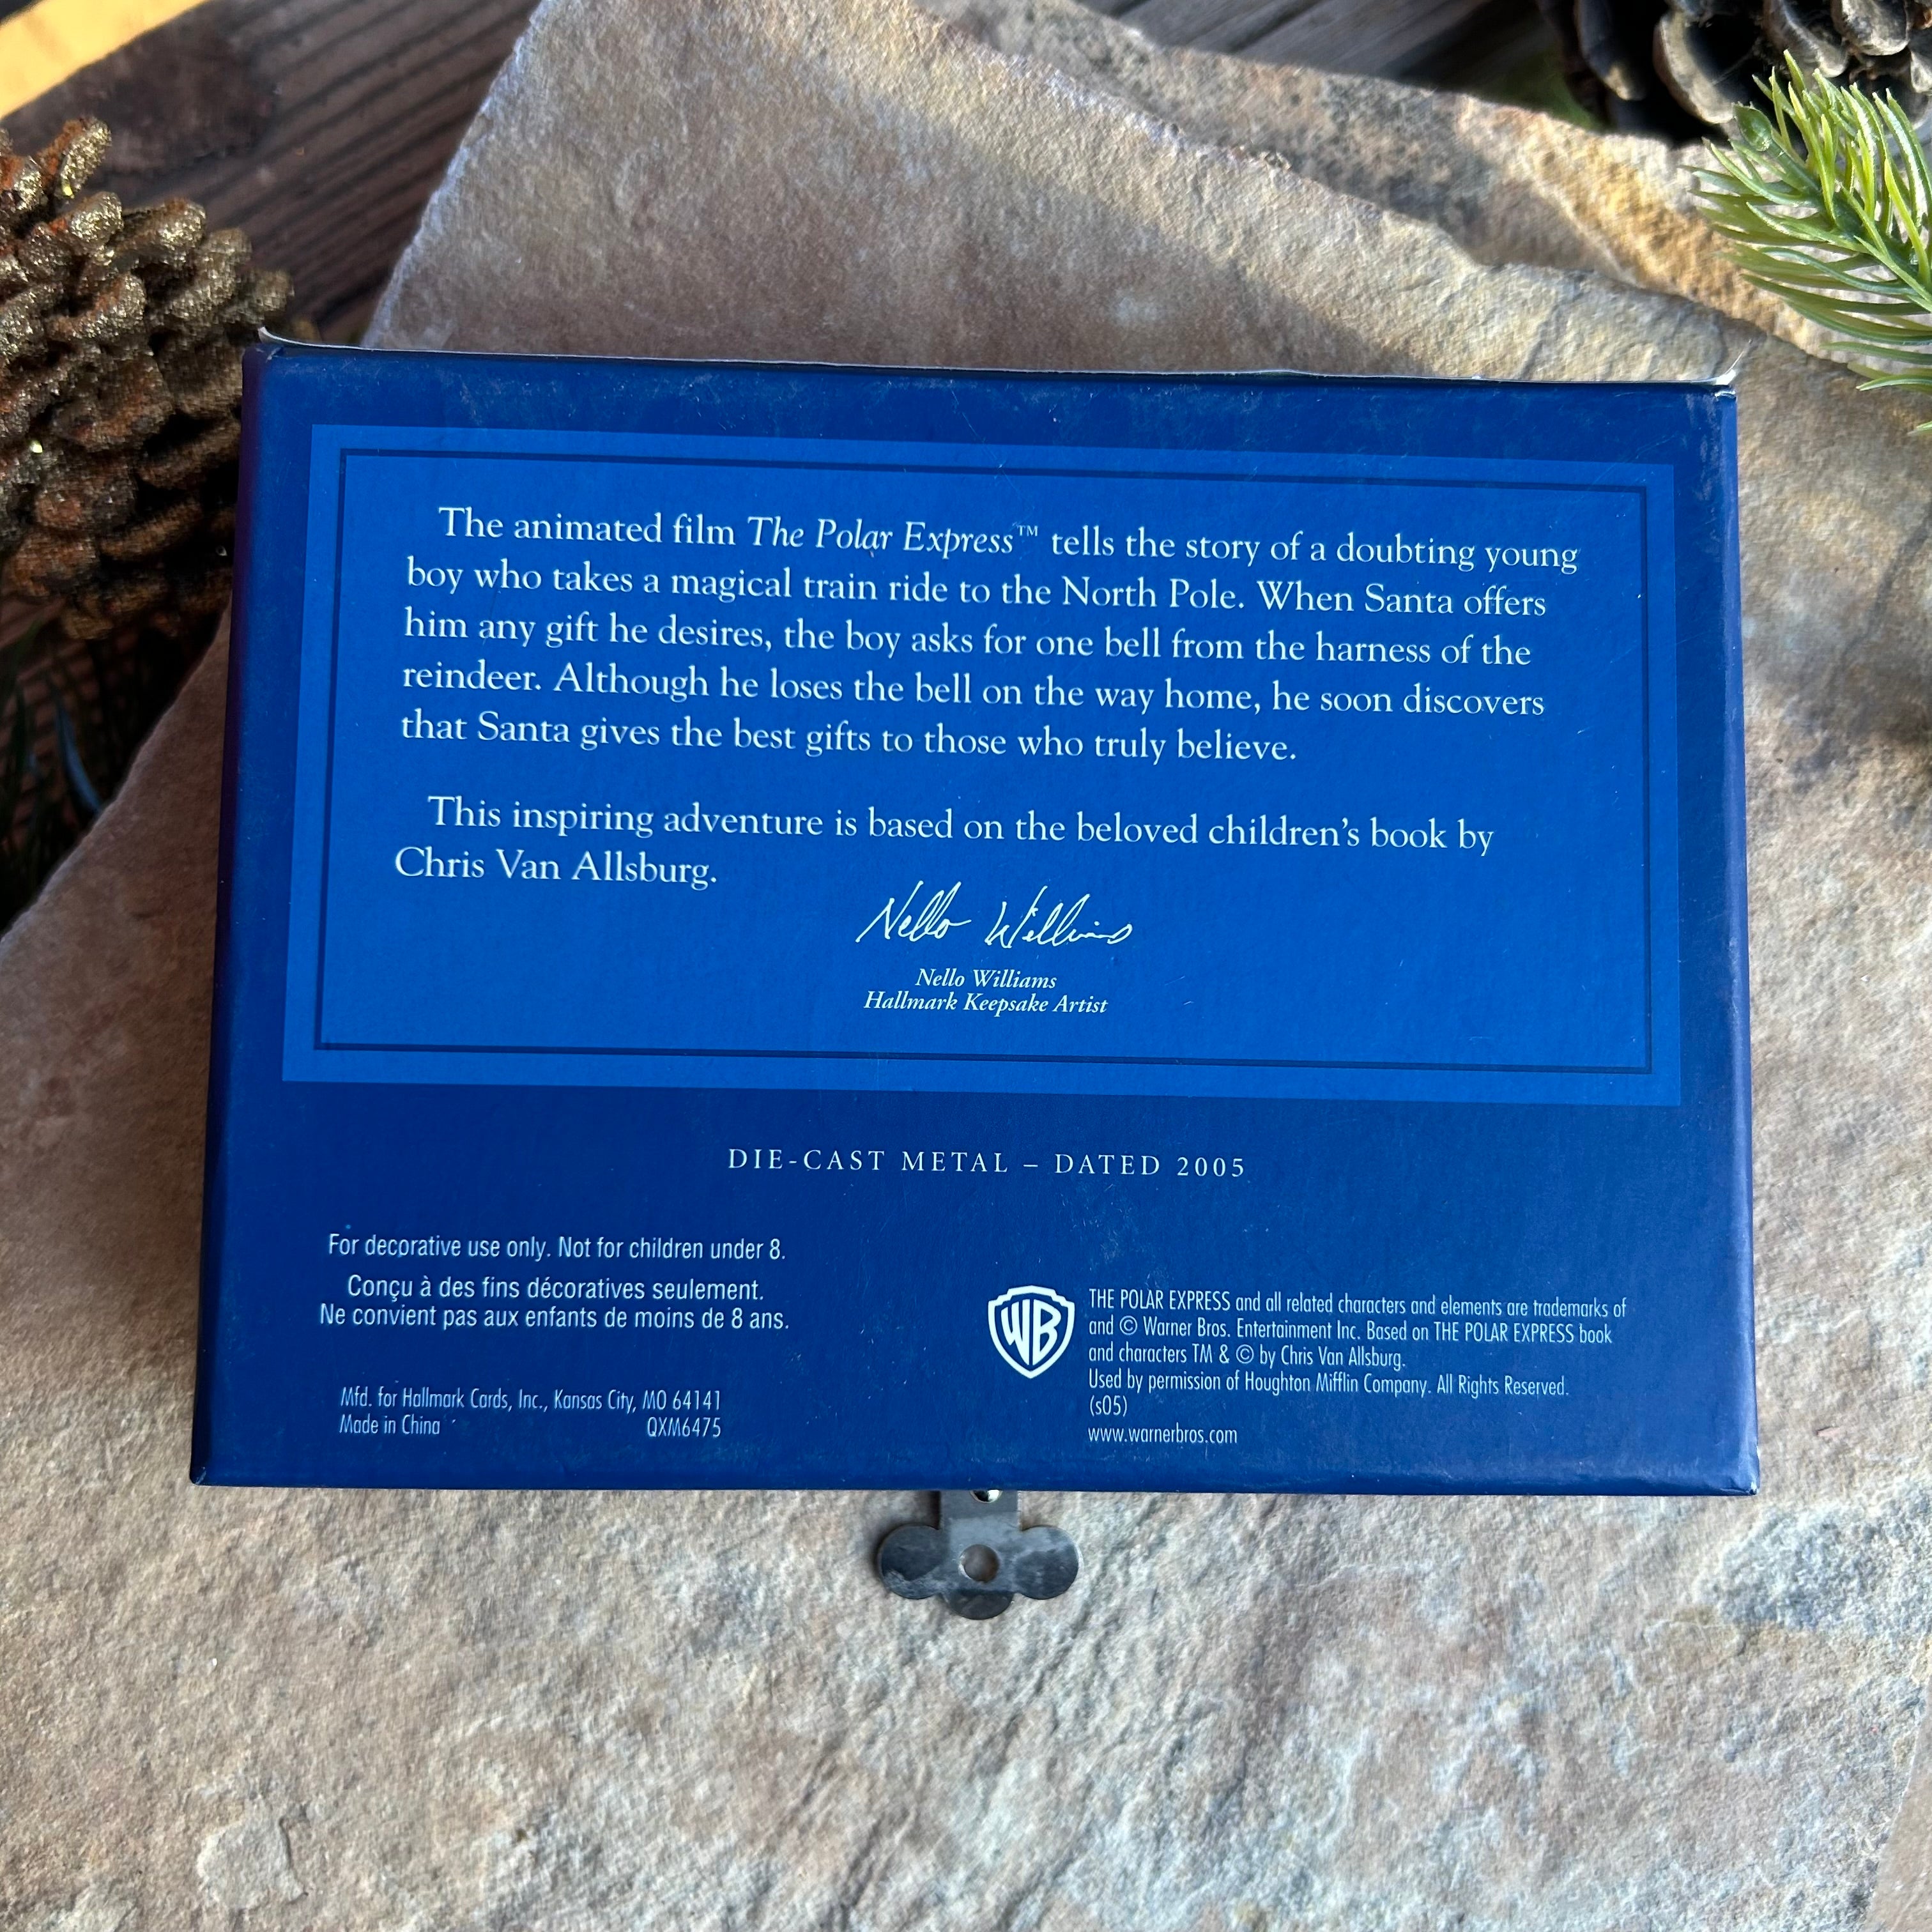 The animated film The Polar Express™ tells the story of a doubting young
boy who takes a magical train ride to the North Pole. When Santa offers
him any gift he desires, the boy asks for one bell from the harness of the
reindeer. Although he loses the bell on the way home, he soon discovers
that Santa gives the best gifts to those who truly believe.
This inspiring adventure is based on the beloved children's book by
Chris Van Allsburg.
Nello Williams
Nello Williams
Hallmark Keepsake Artist
DIE-CAST METAL – DATED 2005
For decorative use only. Not for children under 8.
Conçu à des fins décoratives seulement.
Ne convient pas aux enfants de moins de 8 ans.
Mfd. for Hallmark Cards, Inc., Kansas City, MO 64141
Made in China QXM6475
WB
THE POLAR EXPRESS and all related characters and elements are trademarks of
and © Warner Bros. Entertainment Inc. Based on THE POLAR EXPRESS book
and characters TM & © by Chris Van Allsburg.
Used by permission of Houghton Mifflin Company. All Rights Reserved.
(s05)
www.warnerbros.com